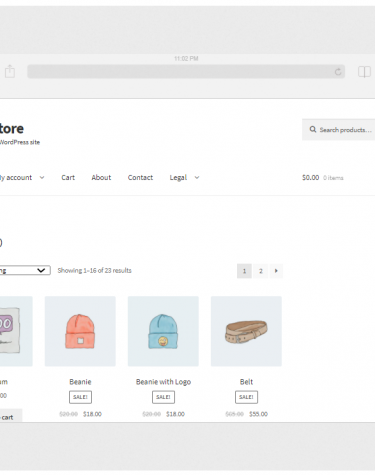 11:02 PM
tore
WordPress site
Search products...
y account
Cart
About
Contact
Legal
$0.00 0 items
ng
Showing 1–16 of 23 results
1 2
um
Beanie
Beanie with Logo
Belt
SALE!
SALE!
SALE!
00
$20.00 $18.00
$20.00 $18.00
$65.00 $55.00
cart